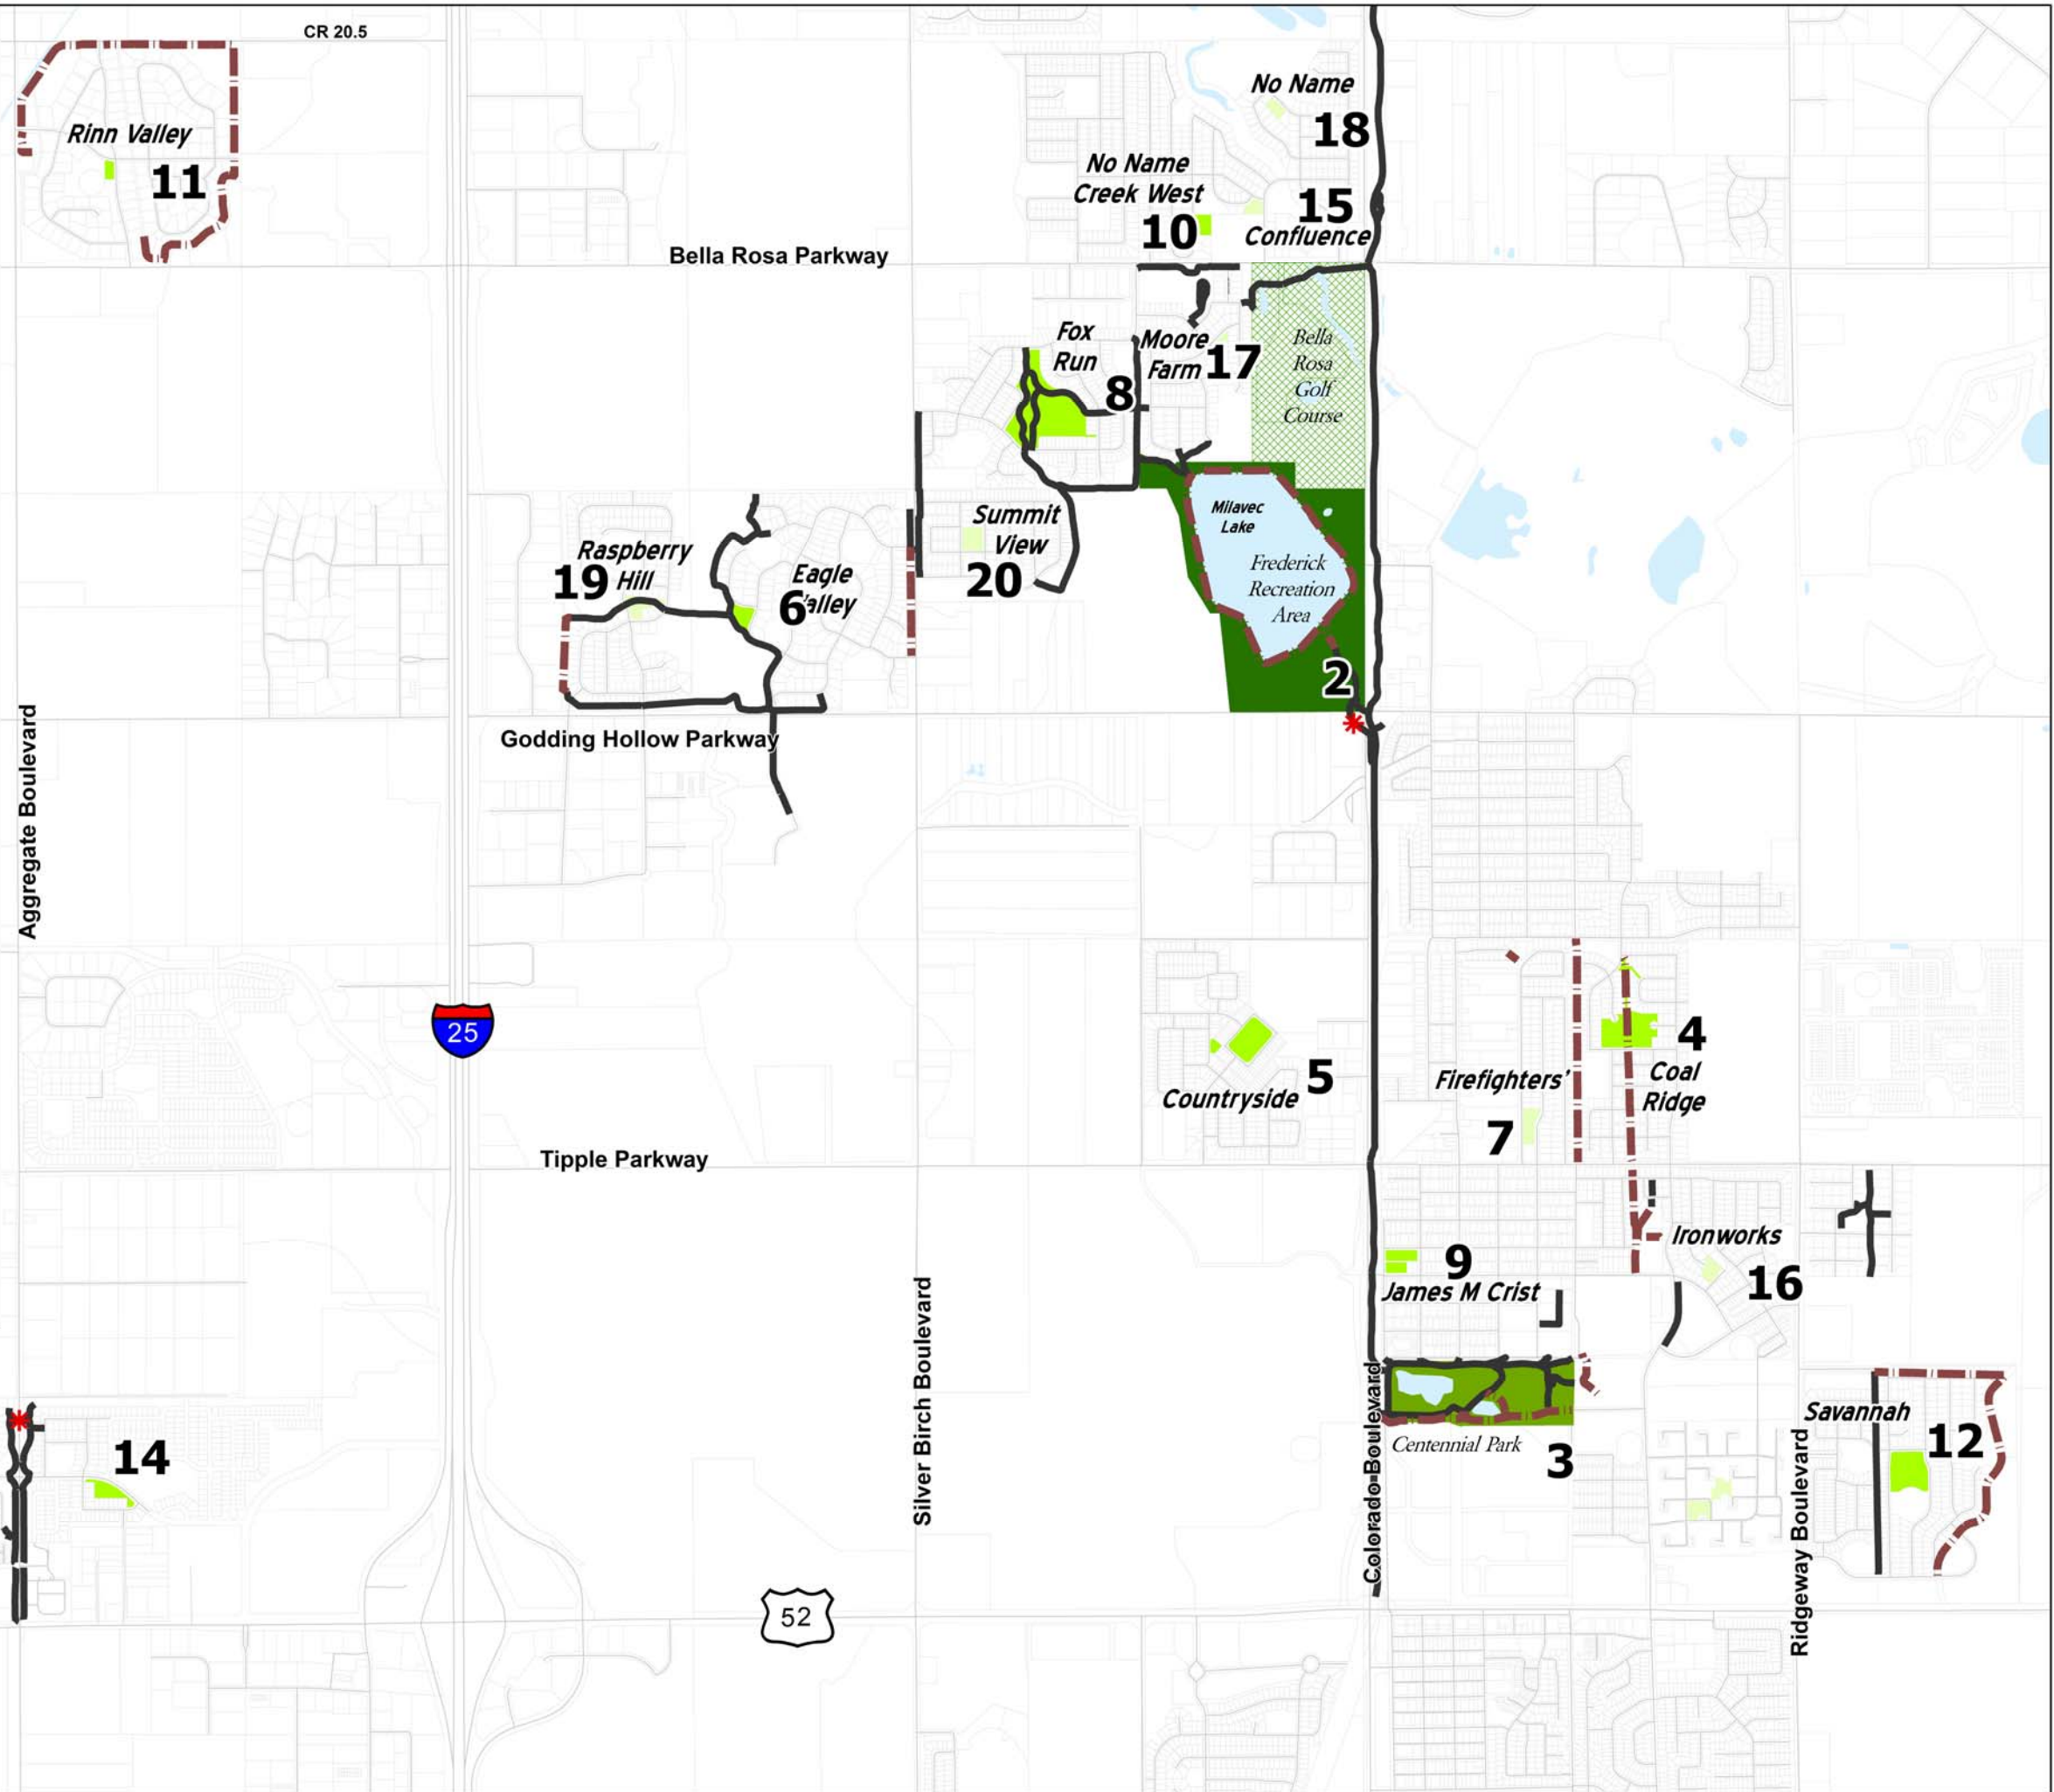 CR 20.5
No Name
18
Rinn Valley
11
No Name
Creek West
10
15
Confluence
Bella Rosa Parkway
Fox
Run
8
Moore
Farm
17
Bella
Rosa
Golf
Course
Summit
View
20
Milavec
Lake
Frederick
Recreation
Area
2
Raspberry
Hill
19
Eagle
Valley
6
Godding Hollow Parkway
Aggregate Boulevard
25
4
Coal
Ridge
Firefighters'
7
5
Countryside
Tipple Parkway
Ironworks
16
9
James M Crist
Silver Birch Boulevard
Colorado Boulevard
Centennial Park
3
Savannah
12
Ridgeway Boulevard
14
52